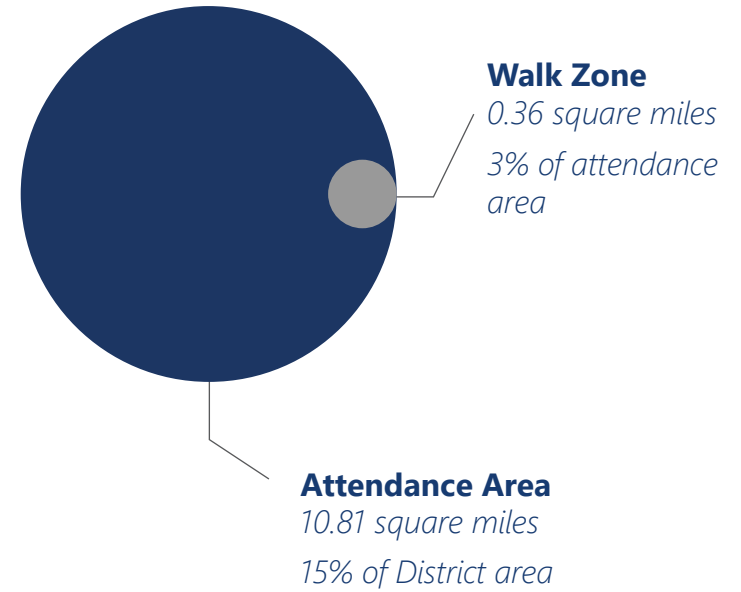 Walk Zone
0.36 square miles
3% of attendance
area
Attendance Area
10.81 square miles
15% of District area